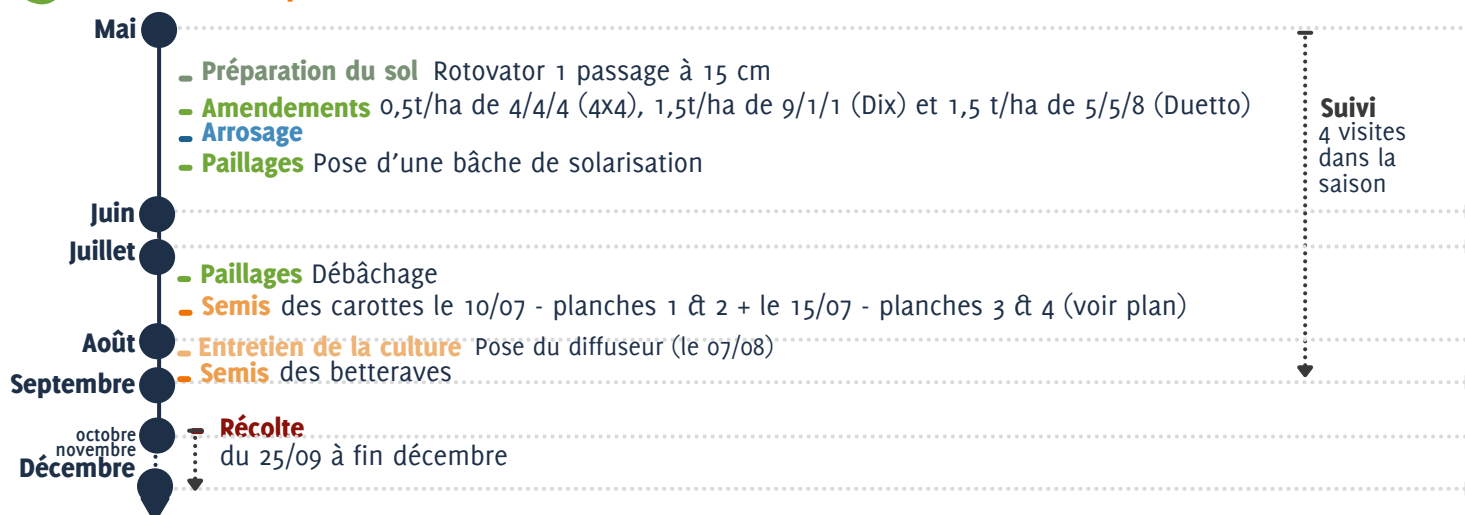 Mai
Préparation du sol Rotovator 1 passage à 15 cm
Amendements 0,5t/ha de 4/4/4 (4x4), 1,5t/ha de 9/1/1 (Dix) et 1,5 t/ha de 5/5/8 (Duetto)
Arrosage
Paillages Pose d'une bâche de solarisation
Suivi
4 visites
dans la
saison
Juin
Juillet
Paillages Débâchage
Semis des carottes le 10/07 - planches 1 & 2 + le 15/07 - planches 3 & 4 (voir plan)
Août
Entretien de la culture Pose du diffuseur (le 07/08)
Semis des betteraves
Septembre
octobre
novembre
Décembre
Récolte
du 25/09 à fin décembre